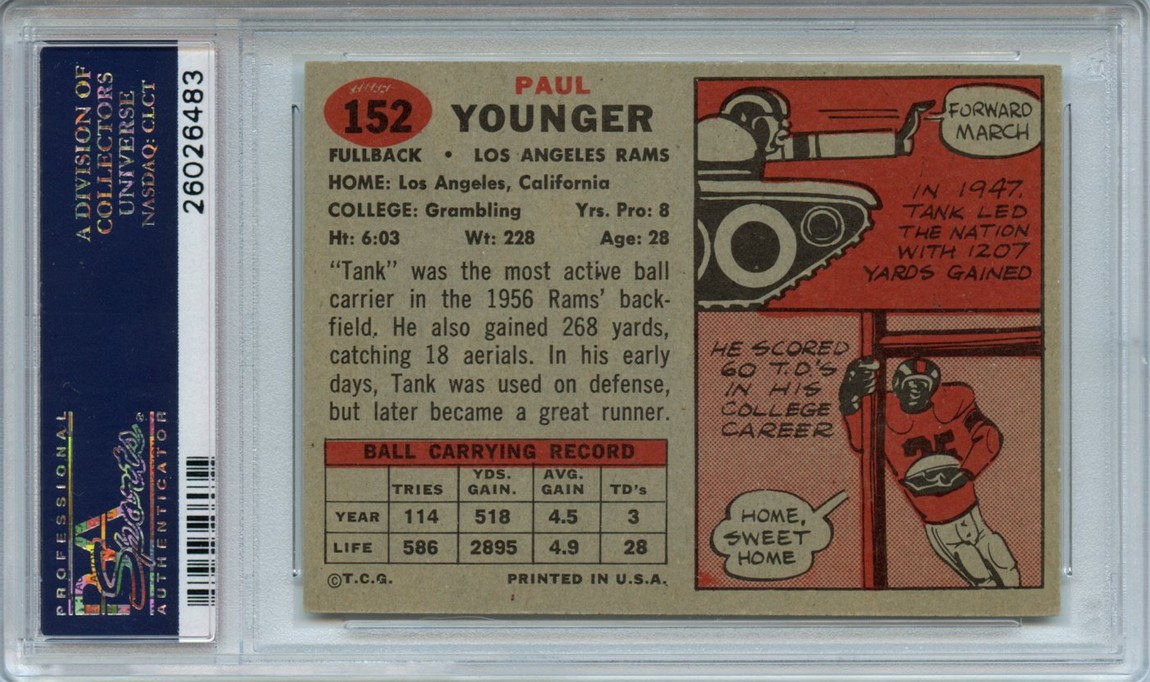 A DIVISION OF
COLLECTORS
UNIVERSE
NASDAQ: CLCT
26026483
PROFESSIONAL
PSA
Sports
AUTHENTICATOR
152
PAUL
YOUNGER
FULLBACK • LOS ANGELES RAMS
HOME: Los Angeles, California
COLLEGE: Grambling Yrs. Pro: 8
Ht: 6:03 Wt: 228 Age: 28
"Tank" was the most active ball
carrier in the 1956 Rams' back-
field. He also gained 268 yards,
catching 18 aerials. In his early
days, Tank was used on defense,
but later became a great runner.
BALL CARRYING RECORD
TRIES YDS. GAIN. AVG. GAIN TD's
YEAR 114 518 4.5 3
LIFE 586 2895 4.9 28
©T.C.G. PRINTED IN U.S.A.
FORWARD
MARCH
IN 1947,
TANK LED
THE NATION
WITH 1207
YARDS GAINED
HE SCORED
60 T.D'S
IN HIS
COLLEGE
CAREER
35
HOME,
SWEET
HOME